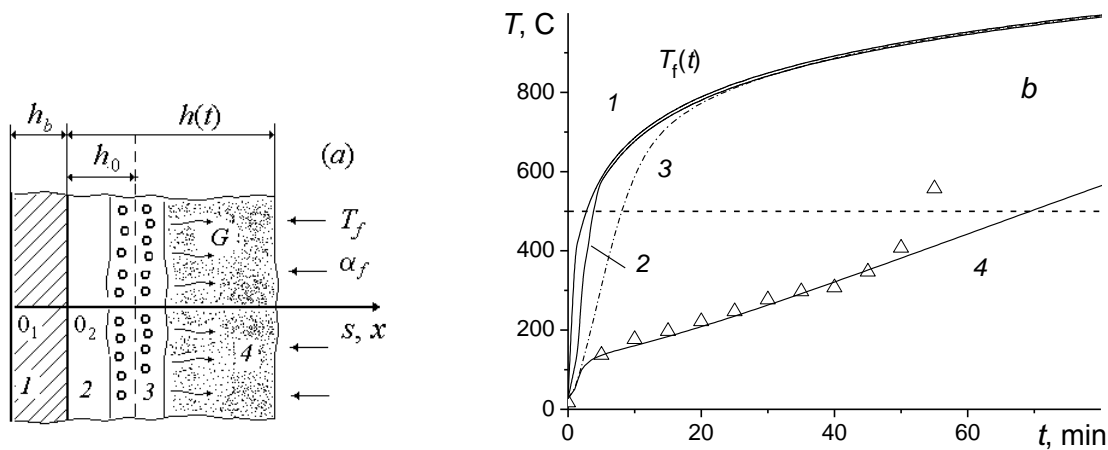 h_b h(t)
h_0
(a)
G
T_f
α_f
0_1 0_2 s, x
1 2 3 4
T, C
T_f(t)
b
1
3
2
4
800
600
400
200
0
0 20 40 60
t, min